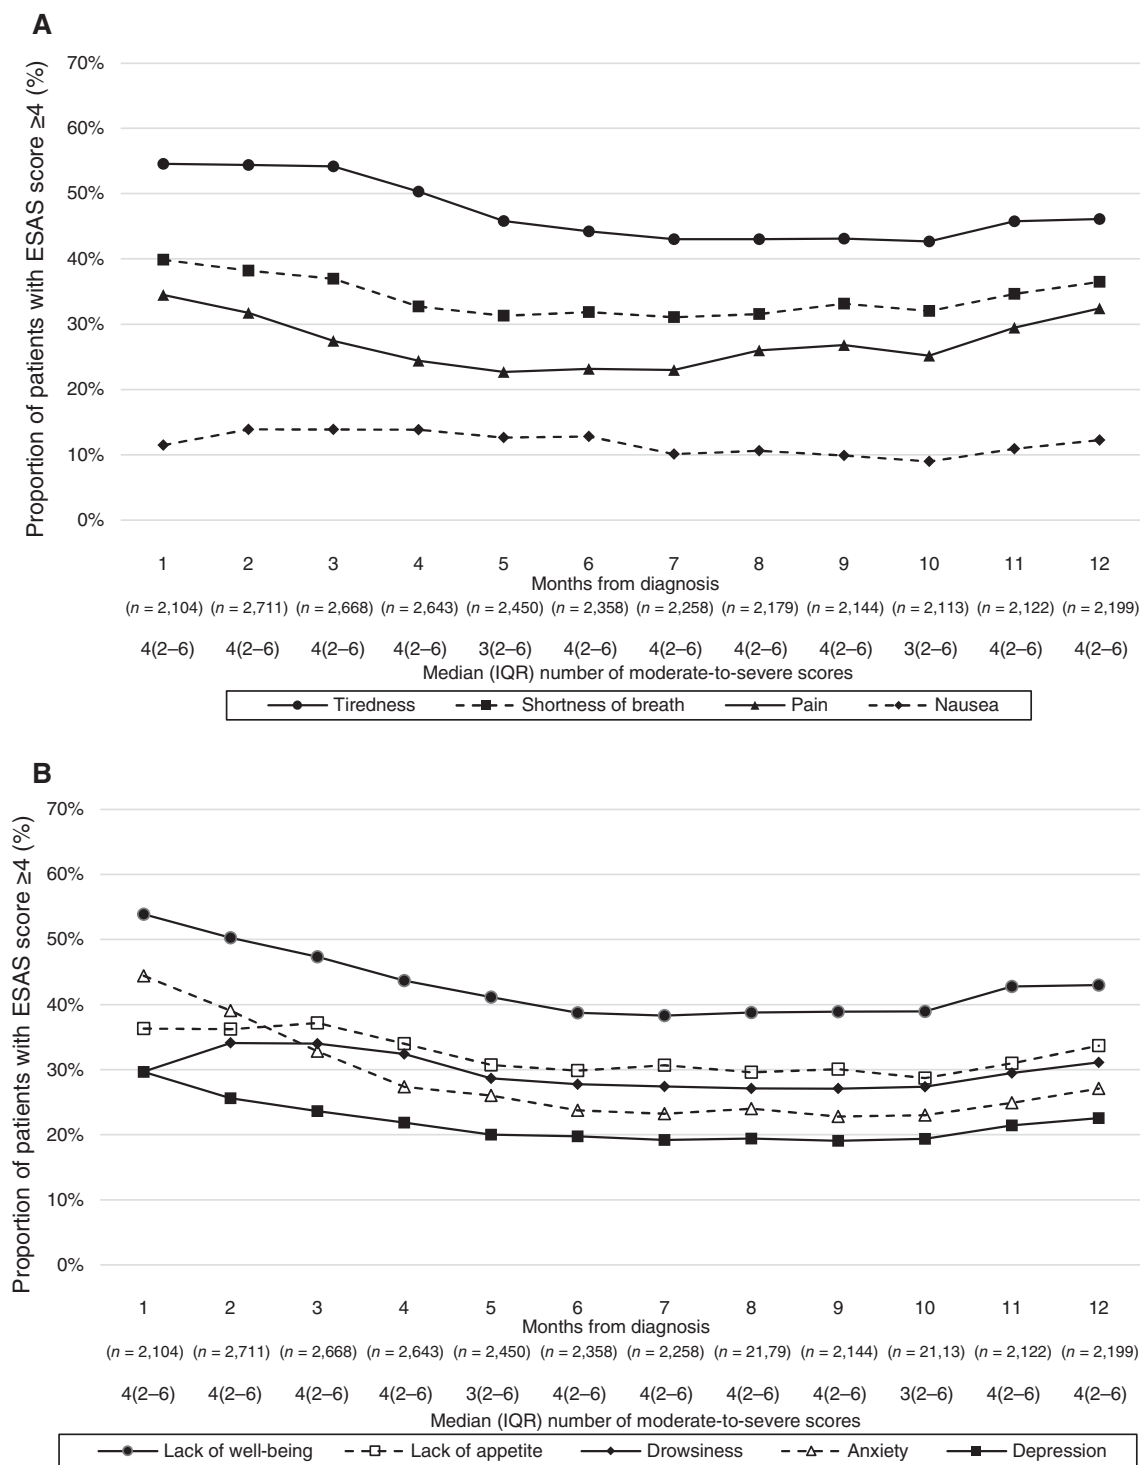 A
Proportion of patients with ESAS score ≥4 (%)
70%
60%
50%
40%
30%
20%
10%
0%
1 2 3 4 5 6 7 8 9 10 11 12
Months from diagnosis
(n = 2,104) (n = 2,711) (n = 2,668) (n = 2,643) (n = 2,450) (n = 2,358) (n = 2,258) (n = 2,179) (n = 2,144) (n = 2,113) (n = 2,122) (n = 2,199)
4(2–6) 4(2–6) 4(2–6) 4(2–6) 3(2–6) 4(2–6) 4(2–6) 4(2–6) 4(2–6) 3(2–6) 4(2–6) 4(2–6)
Median (IQR) number of moderate-to-severe scores
Tiredness Shortness of breath Pain Nausea
B
Proportion of patients with ESAS score ≥4 (%)
70%
60%
50%
40%
30%
20%
10%
0%
1 2 3 4 5 6 7 8 9 10 11 12
Months from diagnosis
(n = 2,104) (n = 2,711) (n = 2,668) (n = 2,643) (n = 2,450) (n = 2,358) (n = 2,258) (n = 21,79) (n = 2,144) (n = 21,13) (n = 2,122) (n = 2,199)
4(2–6) 4(2–6) 4(2–6) 4(2–6) 3(2–6) 4(2–6) 4(2–6) 4(2–6) 4(2–6) 3(2–6) 4(2–6) 4(2–6)
Median (IQR) number of moderate-to-severe scores
Lack of well-being Lack of appetite Drowsiness Anxiety Depression